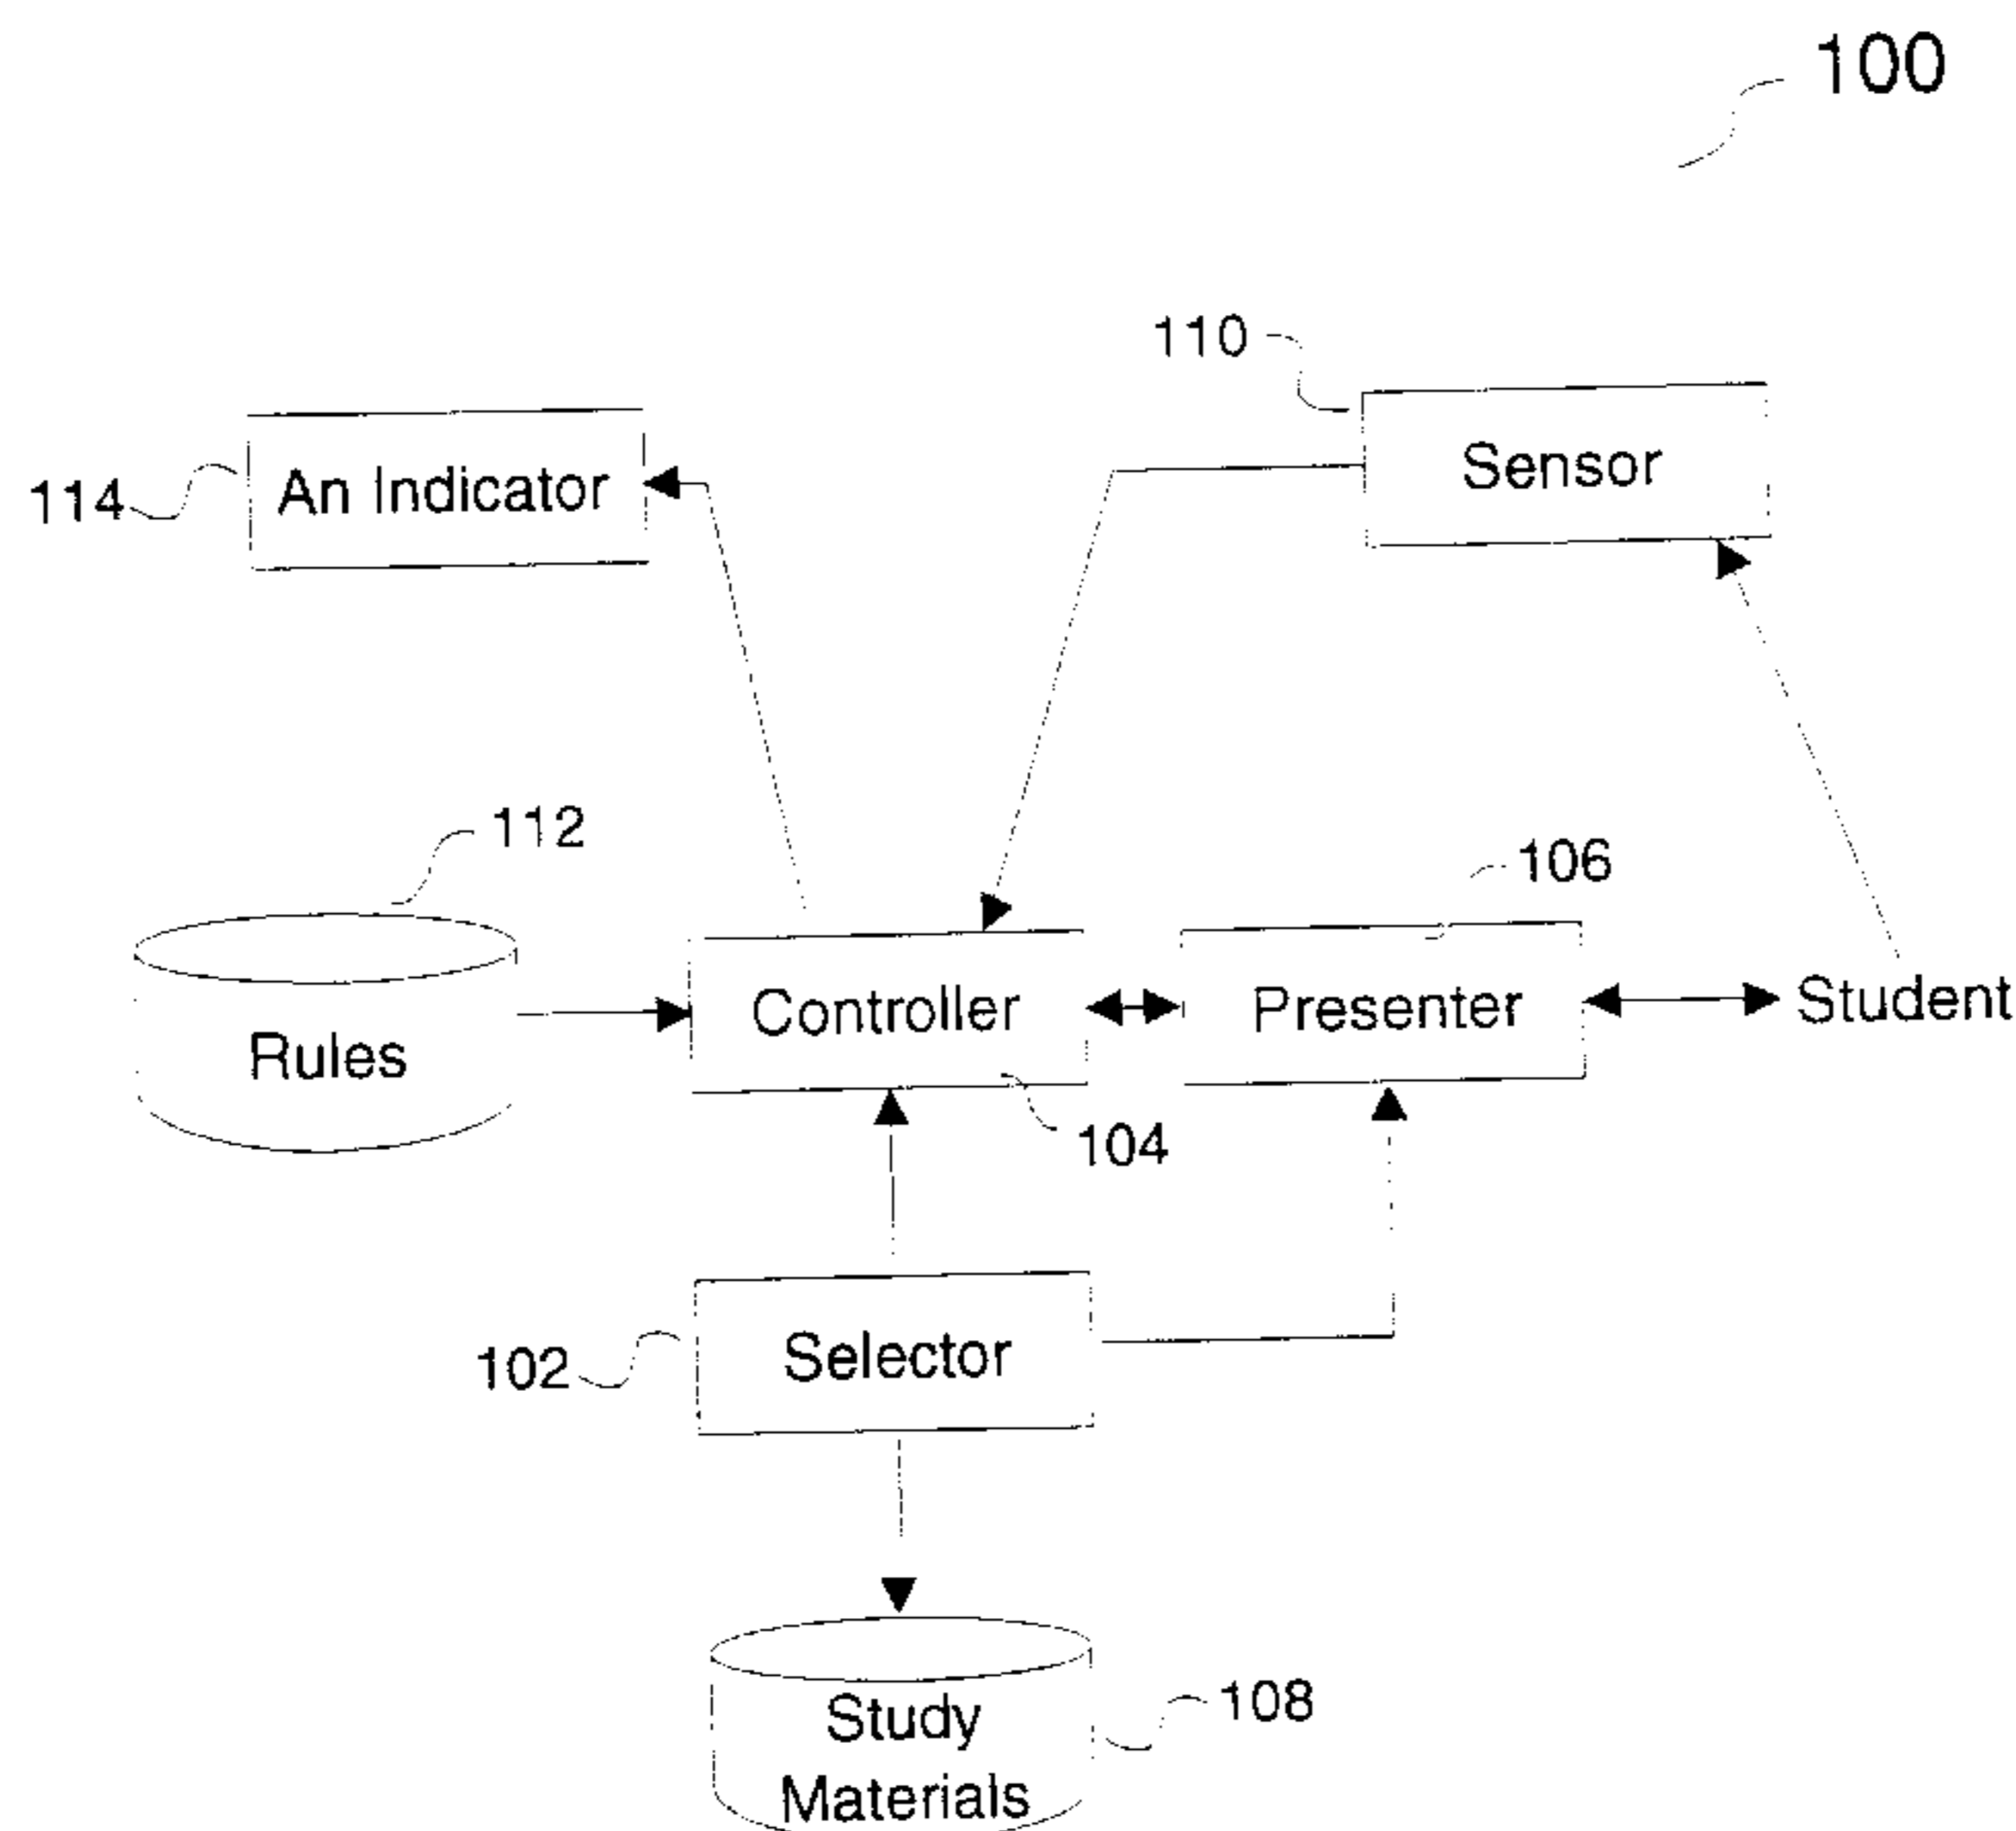 100
110
Sensor
An Indicator
114
112
106
Controller
Presenter
Student
Rules
104
Selector
102
Study
108
Materials